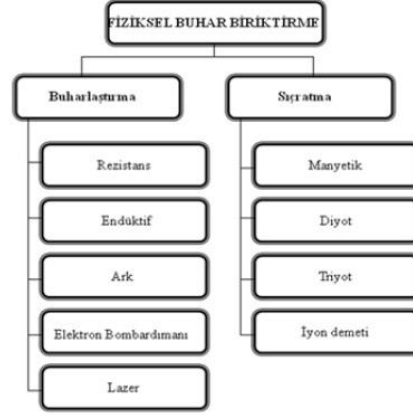 FİZİKSEL BUHAR BİRİKTİRME
Buharlaştırma
Rezistans
Endüktif
Ark
Elektron Bombardımanı
Lazer
Sıçratma
Manyetik
Diyot
Triyot
İyon demeti